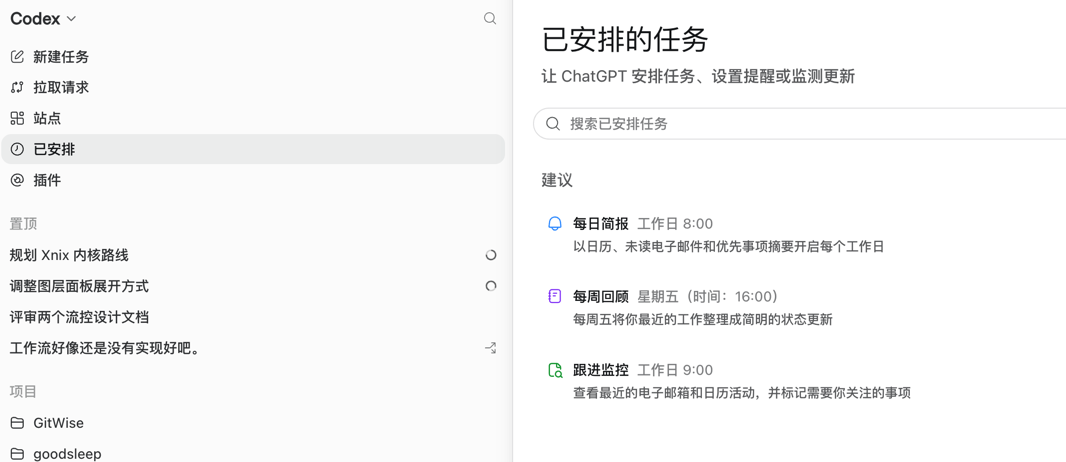 Codex
新建任务
拉取请求
站点
已安排
插件
置顶
规划 Xnix 内核路线
调整图层面板展开方式
评审两个流控设计文档
工作流好像还是没有实现好吧。
项目
GitWise
goodsleep
已安排的任务
让 ChatGPT 安排任务、设置提醒或监测更新
搜索已安排任务
建议
每日简报 工作日 8:00
以日历、未读电子邮件和优先事项摘要开启每个工作日
每周回顾 星期五（时间：16:00）
每周五将你最近的工作整理成简明的状态更新
跟进监控 工作日 9:00
查看最近的电子邮箱和日历活动，并标记需要你关注的事项